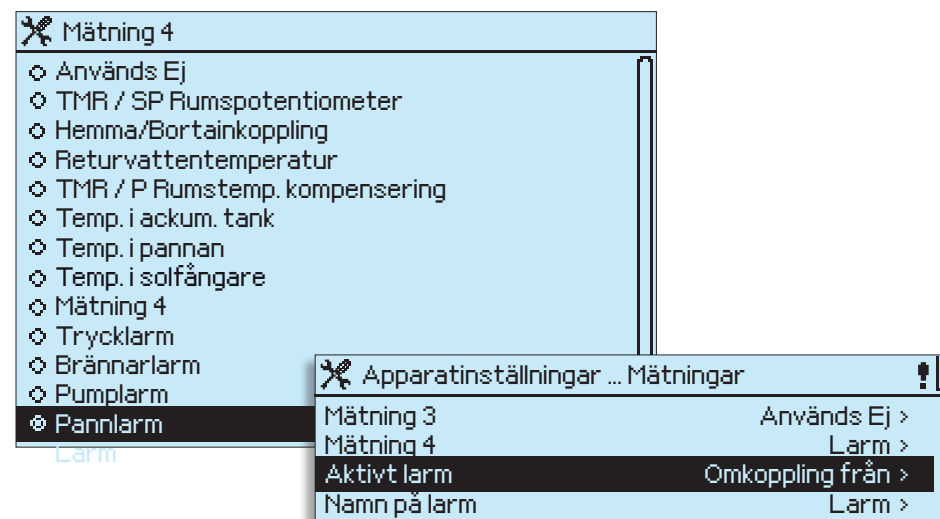 Mätning 4
Används Ej
TMR / SP Rumspotentiometer
Hemma/Bortainkoppling
Returvattentemperatur
TMR / P Rumstemp. kompensering
Temp. i ackum. tank
Temp. i pannan
Temp. i solfångare
Mätning 4
Trycklarm
Brännarlarm
Pumplarm
Pannlarm
Larm
Apparatinställningar ... Mätningar !
Mätning 3 Används Ej >
Mätning 4 Larm >
Aktivt larm Omkoppling från >
Namn på larm Larm >